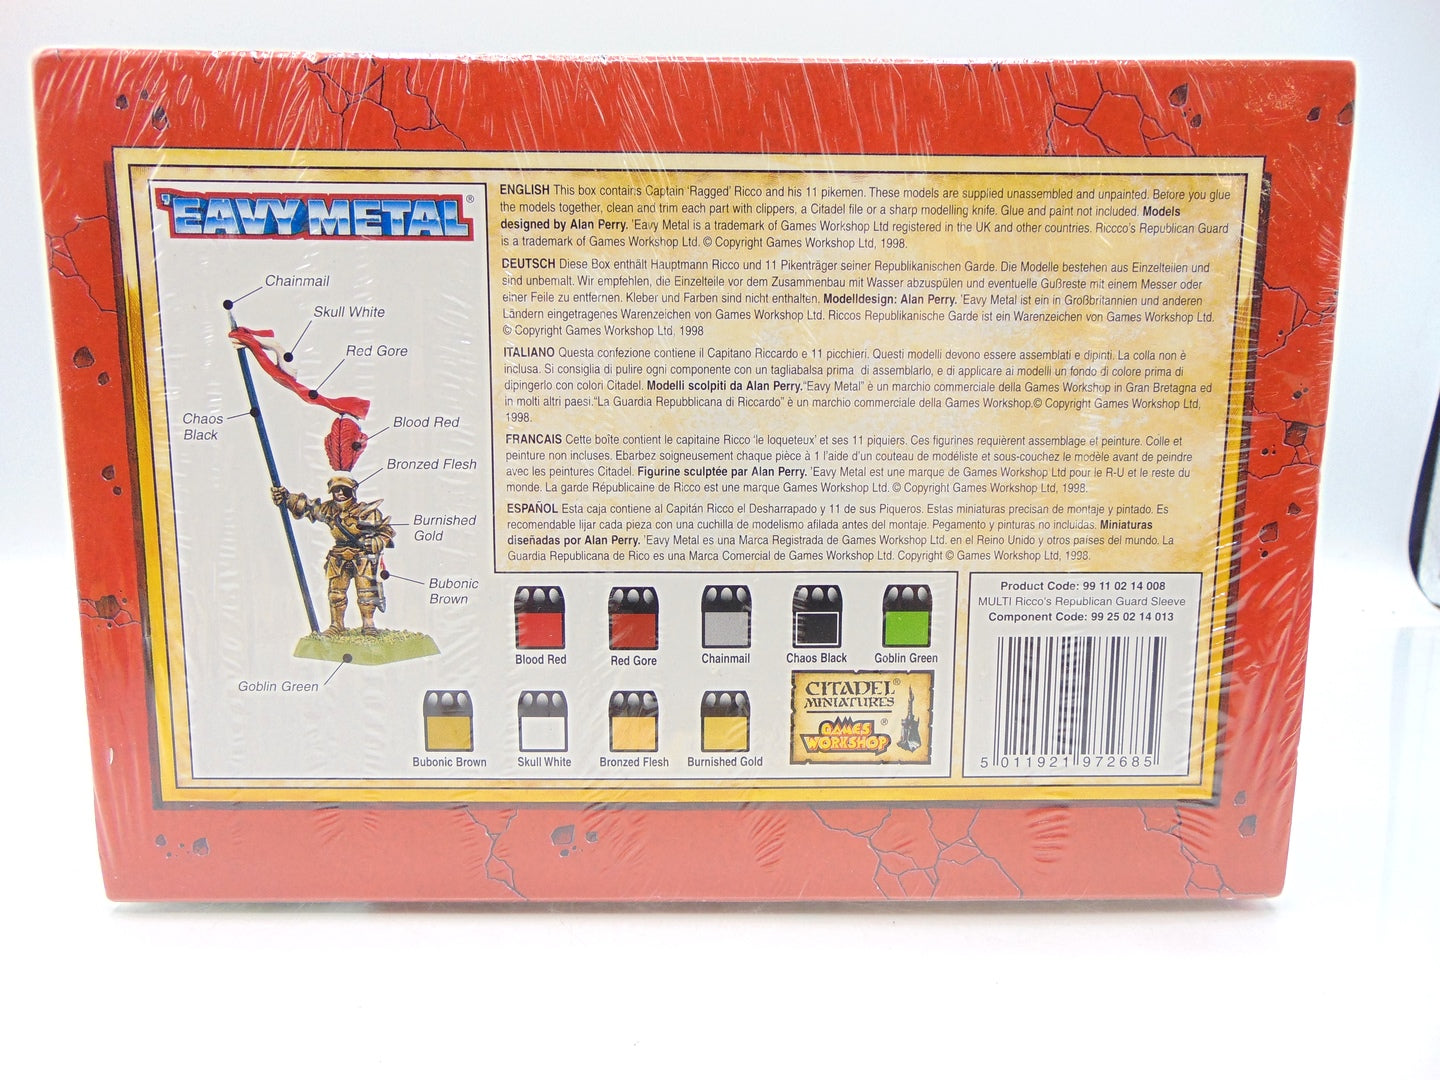 'EAVY METAL®
Chainmail
Skull White
Red Gore
Chaos
Black
Blood Red
Bronzed Flesh
Burnished
Gold
Bubonic
Brown
Goblin Green
ENGLISH This box contains Captain 'Ragged' Ricco and his 11 pikemen. These models are supplied unassembled and unpainted. Before you glue
the models together, clean and trim each part with clippers, a Citadel file or a sharp modelling knife. Glue and paint not included. Models
designed by Alan Perry. 'Eavy Metal is a trademark of Games Workshop Ltd registered in the UK and other countries. Riccco's Republican Guard
is a trademark of Games Workshop Ltd. © Copyright Games Workshop Ltd, 1998.
DEUTSCH Diese Box enthält Hauptmann Ricco und 11 Pikenträger seiner Republikanischen Garde. Die Modelle bestehen aus Einzelteilen und
sind unbemalt. Wir empfehlen, die Einzelteile vor dem Zusammenbau mit Wasser abzuspülen und eventuelle Gußreste mit einem Messer oder
einer Feile zu entfernen. Kleber und Farben sind nicht enthalten. Modelldesign: Alan Perry. 'Eavy Metal ist ein in Großbritannien und anderen
Ländern eingetragenes Warenzeichen von Games Workshop Ltd. Riccos Republikanische Garde ist ein Warenzeichen von Games Workshop Ltd.
© Copyright Games Workshop Ltd, 1998
ITALIANO Questa confezione contiene il Capitano Riccardo e 11 picchieri. Questi modelli devono essere assemblati e dipinti. La colla non è
inclusa. Si consiglia di pulire ogni componente con un tagliabalsa prima di assemblarlo, e di applicare ai modelli un fondo di colore prima di
dipingerlo con colori Citadel. Modelli scolpiti da Alan Perry."Eavy Metal" è un marchio commerciale della Games Workshop in Gran Bretagna ed
in molti altri paesi."La Guardia Repubblicana di Riccardo" è un marchio commerciale della Games Workshop.© Copyright Games Workshop Ltd,
1998.
FRANCAIS Cette boîte contient le capitaine Ricco 'le loqueteux' et ses 11 piquiers. Ces figurines requièrent assemblage et peinture. Colle et
peinture non incluses. Ebarbez soigneusement chaque pièce à 1 l'aide d'un couteau de modéliste et sous-couchez le modèle avant de peindre
avec les peintures Citadel. Figurine sculptée par Alan Perry. 'Eavy Metal est une marque de Games Workshop Ltd pour le R-U et le reste du
monde. La garde Républicaine de Ricco est une marque Games Workshop Ltd. © Copyright Games Workshop Ltd, 1998.
ESPAÑOL Esta caja contiene al Capitán Ricco el Desharrapado y 11 de sus Piqueros. Estas miniaturas precisan de montaje y pintado. Es
recomendable lijar cada pieza con una cuchilla de modelismo afilada antes del montaje. Pegamento y pinturas no incluidas. Miniaturas
diseñadas por Alan Perry. 'Eavy Metal es una Marca Registrada de Games Workshop Ltd. en el Reino Unido y otros países del mundo. La
Guardia Republicana de Rico es una Marca Comercial de Games Workshop Ltd. Copyright © Games Workshop Ltd, 1998.
Blood Red
Red Gore
Chainmail
Chaos Black
Goblin Green
Bubonic Brown
Skull White
Bronzed Flesh
Burnished Gold
CITADEL®
MINIATURES
GAMES ®
WORKSHOP
Product Code: 99 11 02 14 008
MULTI Ricco's Republican Guard Sleeve
Component Code: 99 25 02 14 013
5 011921 972685